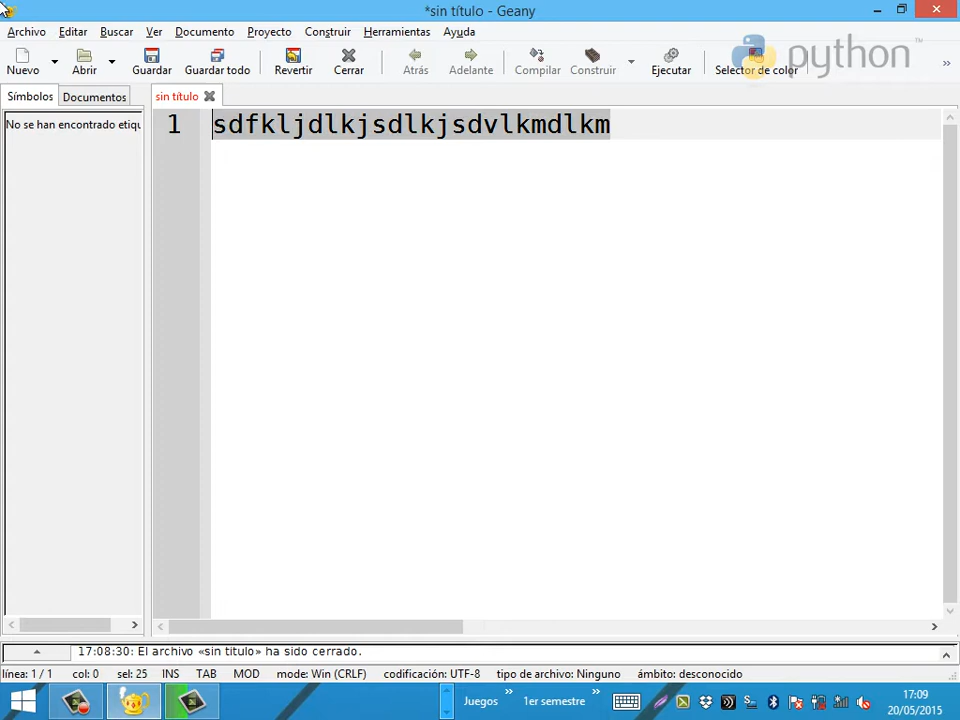 *sin título - Geany
Archivo Editar Buscar Ver Documento Proyecto Construir Herramientas Ayuda
Nuevo Abrir Guardar Guardar todo Revertir Cerrar Atrás Adelante Compilar Construir Ejecutar Selector de color »
python™
Símbolos Documentos sin título
No se han encontrado etiqu
1 sdfkljdlkjsdlkjsdvlkmdlkm
17:08:30: El archivo «sin título» ha sido cerrado.
línea: 1 / 1 col: 0 sel: 25 INS TAB MOD mode: Win (CRLF) codificación: UTF-8 tipo de archivo: Ninguno ámbito: desconocido
Juegos » 1er semestre » 17:09
20/05/2015